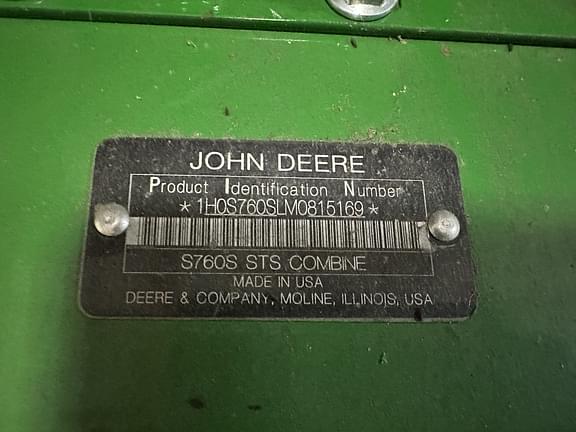 JOHN DEERE
Product Identification Number
* 1H0S760SLM0815169 *
S760S STS COMBINE
MADE IN USA
DEERE & COMPANY, MOLINE, ILLINOIS, USA